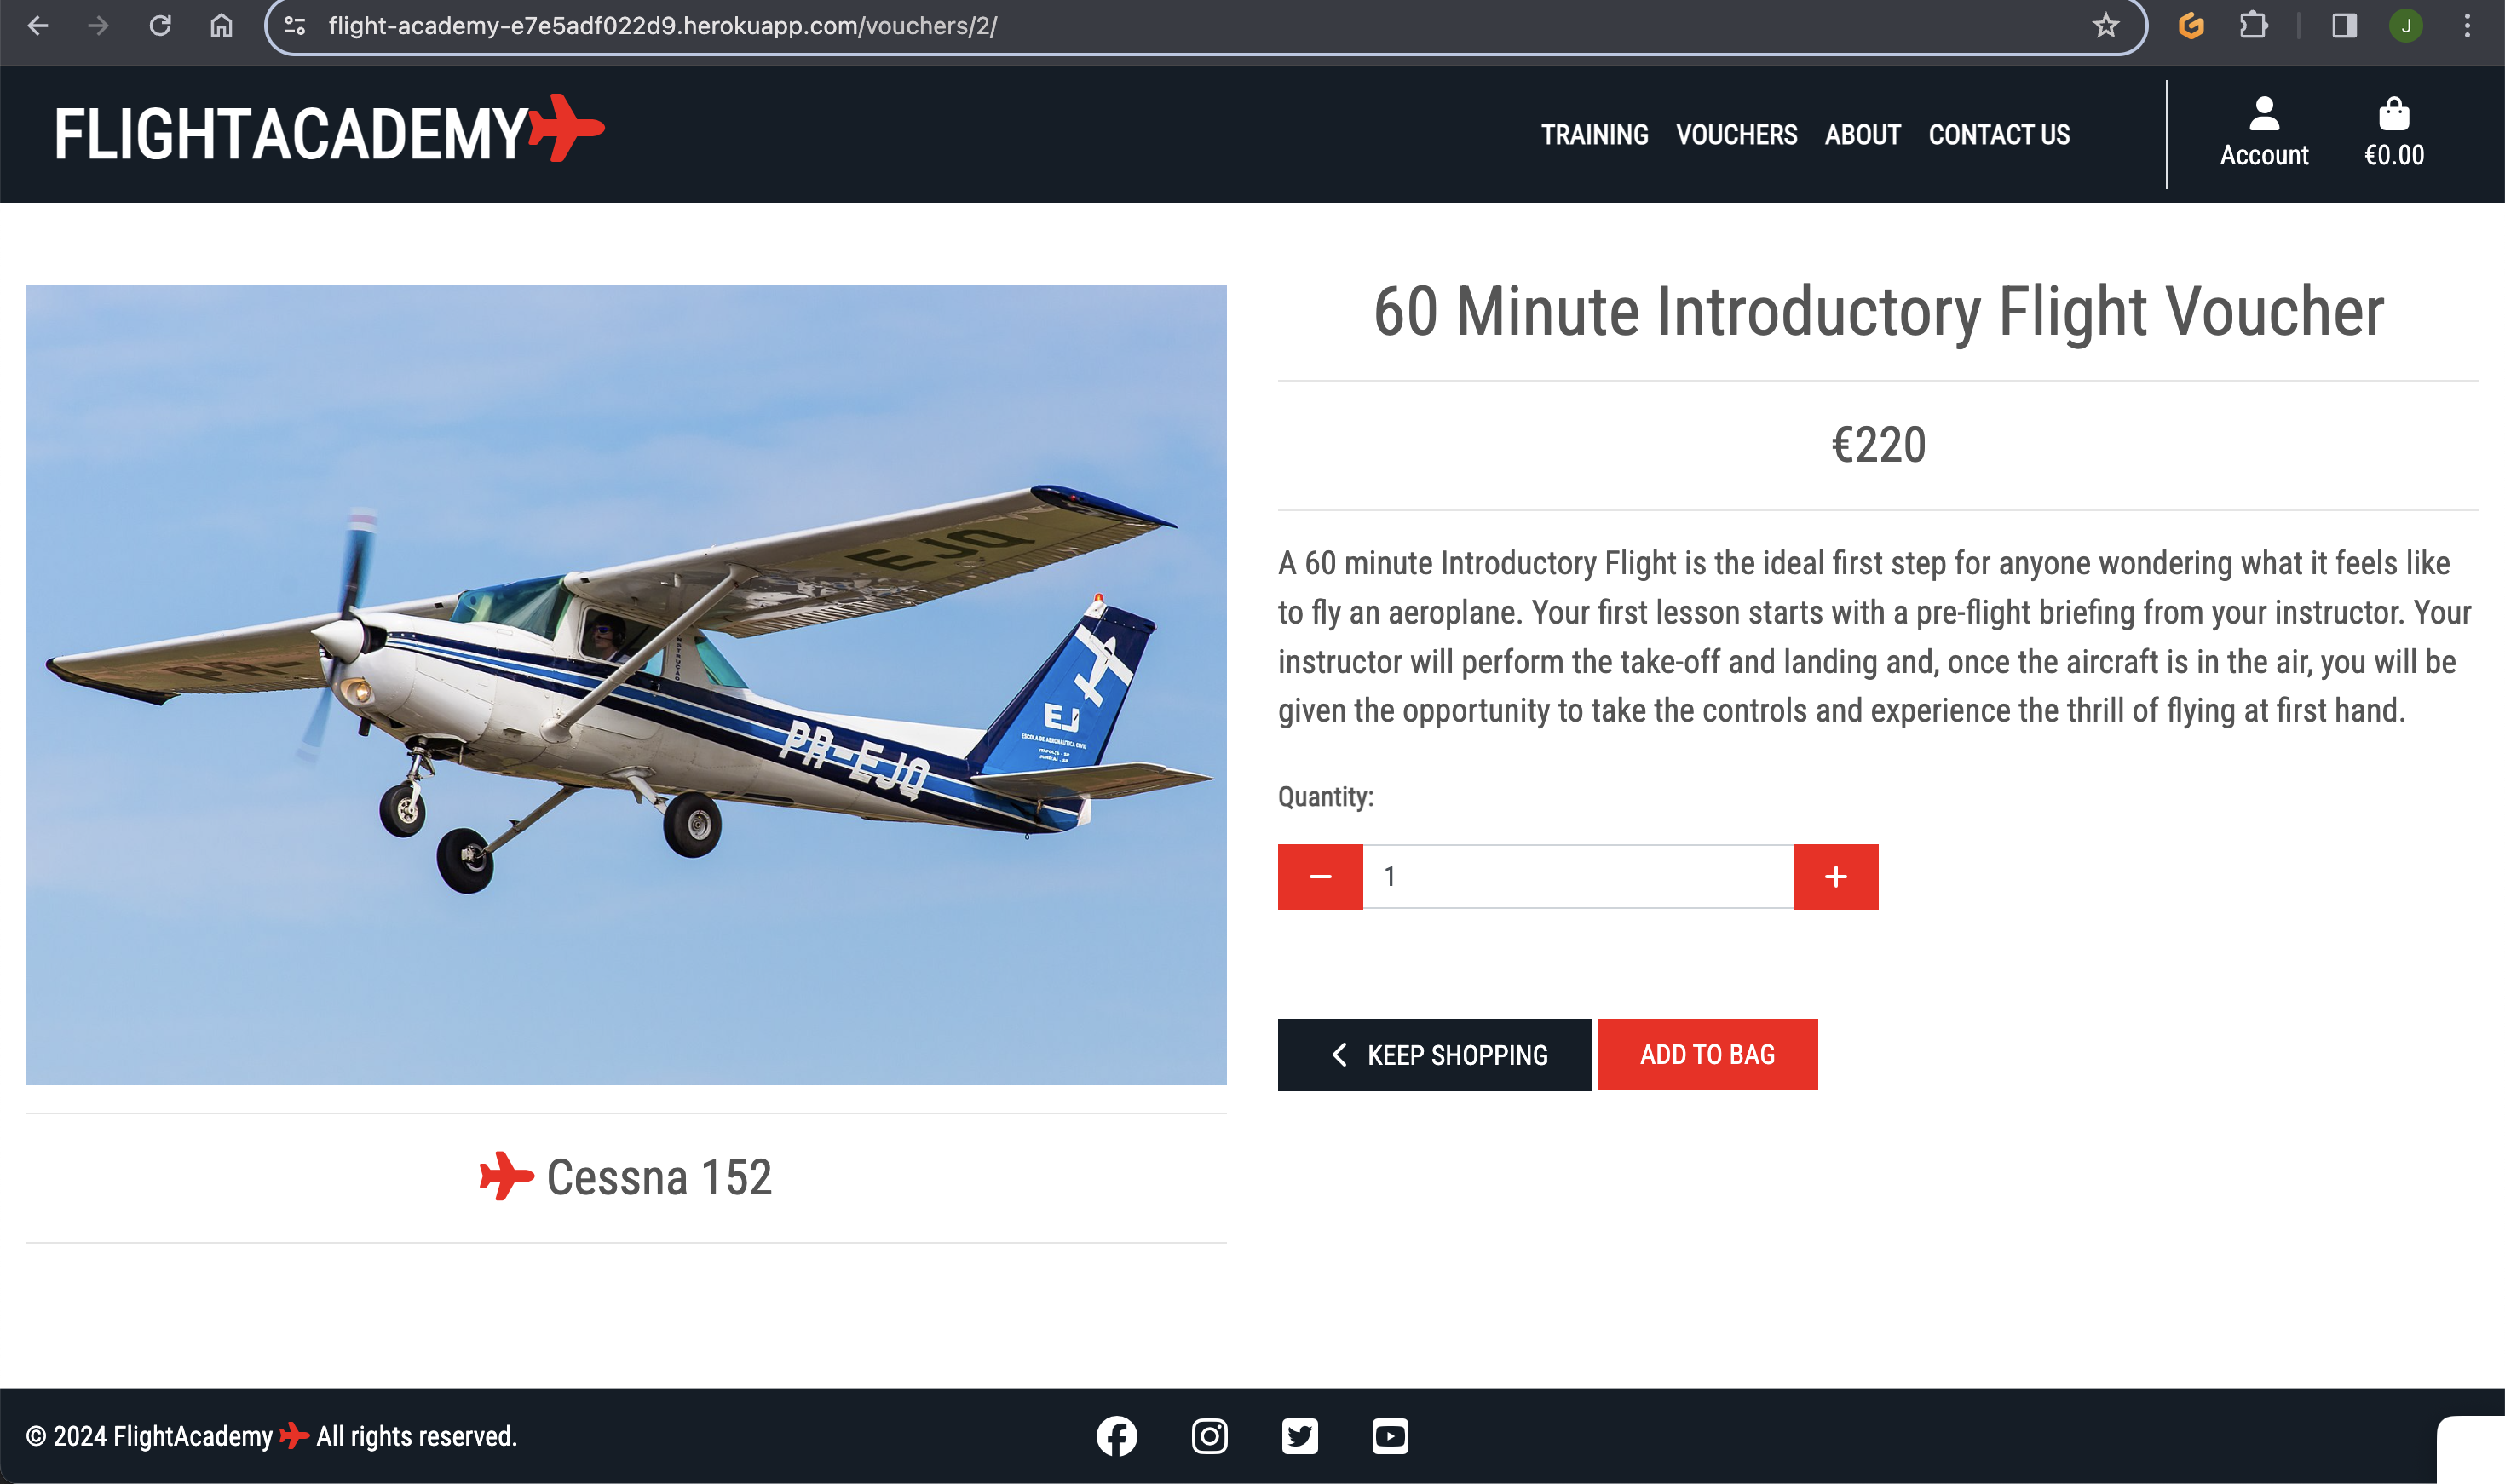 flight-academy-e7e5adf022d9.herokuapp.com/vouchers/2/
J
FLIGHTACADEMY
TRAINING VOUCHERS ABOUT CONTACT US
Account
€0.00
60 Minute Introductory Flight Voucher
€220
A 60 minute Introductory Flight is the ideal first step for anyone wondering what it feels like
to fly an aeroplane. Your first lesson starts with a pre-flight briefing from your instructor. Your
instructor will perform the take-off and landing and, once the aircraft is in the air, you will be
given the opportunity to take the controls and experience the thrill of flying at first hand.
Quantity:
1
KEEP SHOPPING
ADD TO BAG
EJQ
PR-
PR-EJQ
EJ
ESCOLA DE AERONÁUTICA CIVIL
Cessna 152
© 2024 FlightAcademy All rights reserved.